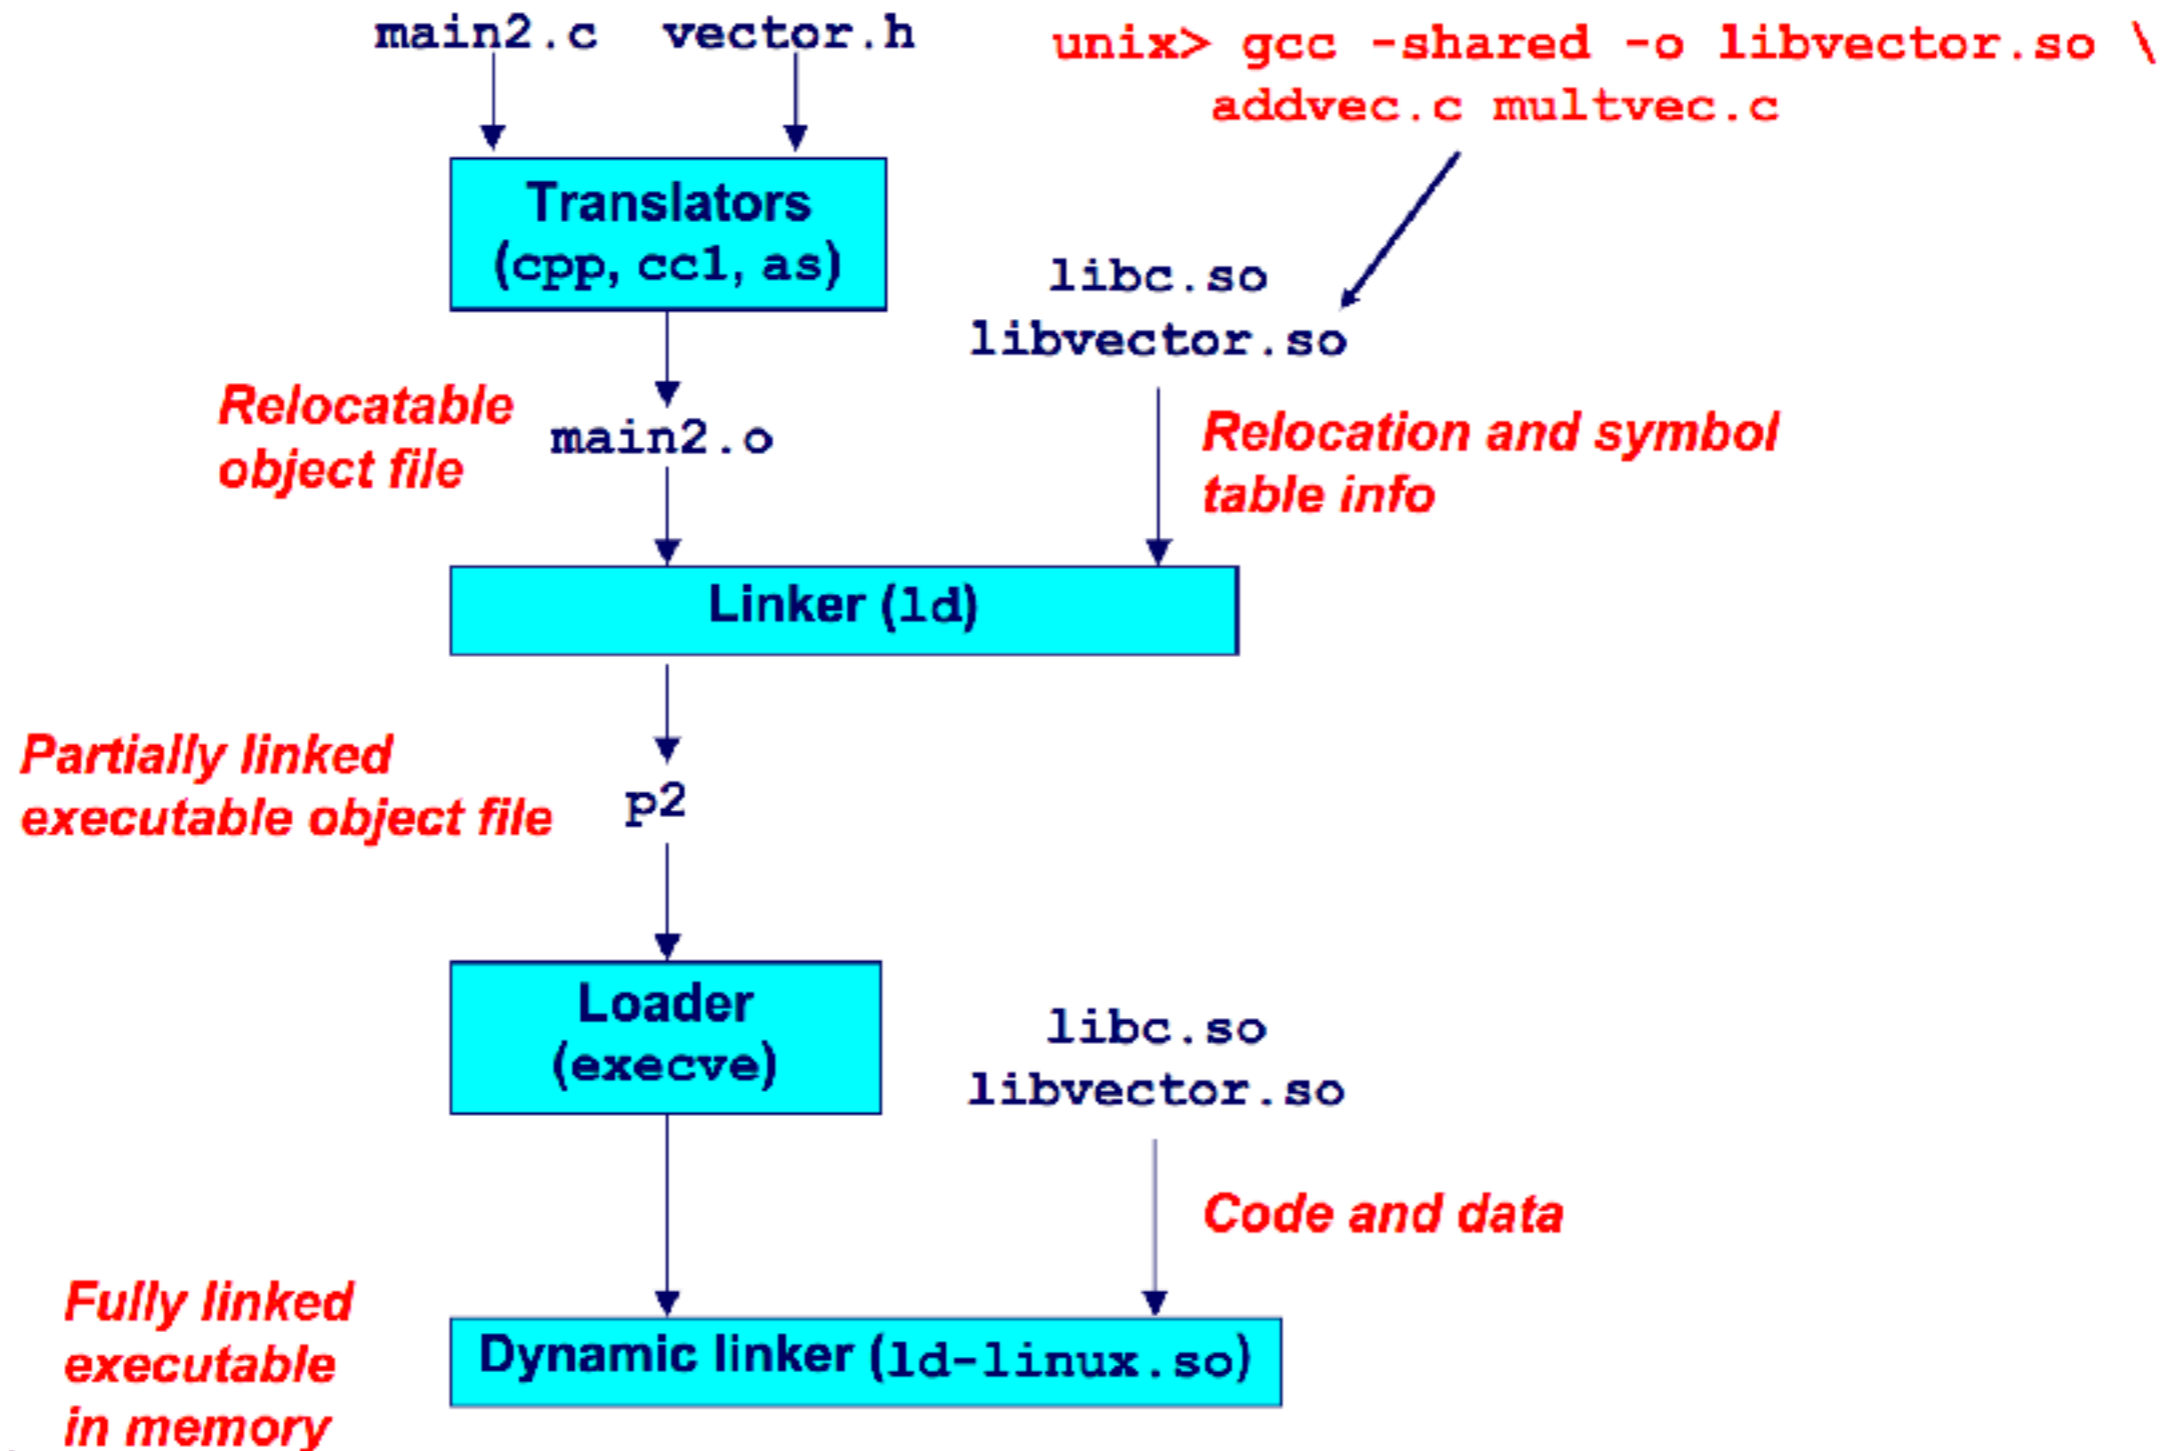 main2.c vector.h
unix> gcc -shared -o libvector.so \
addvec.c multvec.c
Translators
(cpp, cc1, as)
libc.so
libvector.so
Relocatable
object file
main2.o
Relocation and symbol
table info
Linker (ld)
Partially linked
executable object file
p2
Loader
(execve)
libc.so
libvector.so
Code and data
Fully linked
executable
in memory
Dynamic linker (ld-linux.so)